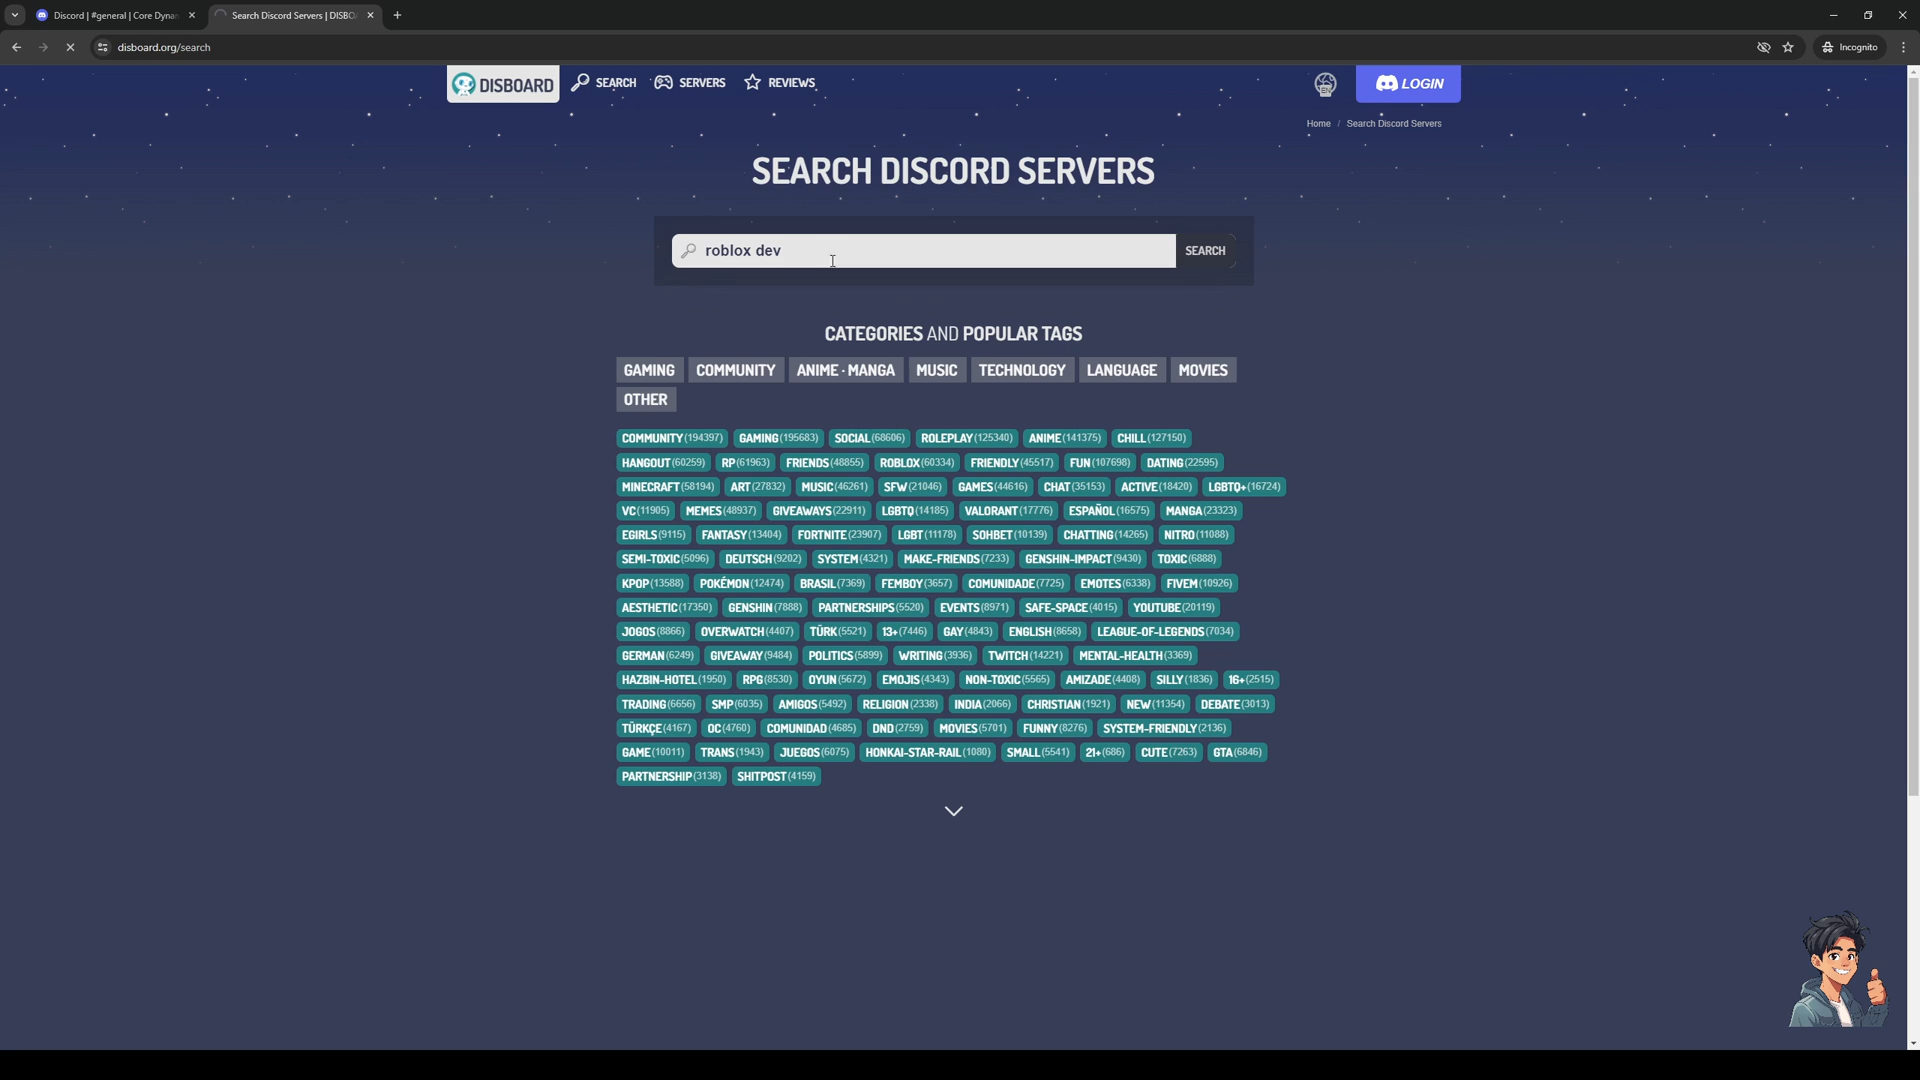 Discord | #general | Core Dynam
Search Discord Servers | DISBOA
disboard.org/search
Incognito
DISBOARD
SEARCH
SERVERS
REVIEWS
EN
LOGIN
Home / Search Discord Servers
SEARCH DISCORD SERVERS
roblox dev
SEARCH
CATEGORIES AND POPULAR TAGS
GAMING COMMUNITY ANIME · MANGA MUSIC TECHNOLOGY LANGUAGE MOVIES
OTHER
COMMUNITY(194397) GAMING(195683) SOCIAL(68606) ROLEPLAY(125340) ANIME(141375) CHILL(127150)
HANGOUT(60259) RP(61963) FRIENDS(48855) ROBLOX(60334) FRIENDLY(45517) FUN(107698) DATING(22595)
MINECRAFT(58194) ART(27832) MUSIC(46261) SFW(21046) GAMES(44616) CHAT(35153) ACTIVE(18420) LGBTQ+(16724)
VC(11905) MEMES(48937) GIVEAWAYS(22911) LGBTQ(14185) VALORANT(17776) ESPAÑOL(16575) MANGA(23323)
EGIRLS(9115) FANTASY(13404) FORTNITE(23907) LGBT(11178) SOHBET(10139) CHATTING(14265) NITRO(11088)
SEMI-TOXIC(5096) DEUTSCH(9202) SYSTEM(4321) MAKE-FRIENDS(7233) GENSHIN-IMPACT(9430) TOXIC(6888)
KPOP(13588) POKÉMON(12474) BRASIL(7369) FEMBOY(3657) COMUNIDADE(7725) EMOTES(6338) FIVEM(10926)
AESTHETIC(17350) GENSHIN(7888) PARTNERSHIPS(5520) EVENTS(8971) SAFE-SPACE(4015) YOUTUBE(20119)
JOGOS(8866) OVERWATCH(4407) TÜRK(5521) 13+(7446) GAY(4843) ENGLISH(8658) LEAGUE-OF-LEGENDS(7034)
GERMAN(6249) GIVEAWAY(9484) POLITICS(5899) WRITING(3936) TWITCH(14221) MENTAL-HEALTH(3369)
HAZBIN-HOTEL(1950) RPG(8530) OYUN(5672) EMOJIS(4343) NON-TOXIC(5565) AMIZADE(4408) SILLY(1836) 16+(2515)
TRADING(6656) SMP(6035) AMIGOS(5492) RELIGION(2338) INDIA(2066) CHRISTIAN(1921) NEW(11354) DEBATE(3013)
TÜRKÇE(4167) OC(4760) COMUNIDAD(4685) DND(2759) MOVIES(5701) FUNNY(8276) SYSTEM-FRIENDLY(2136)
GAME(10011) TRANS(1943) JUEGOS(6075) HONKAI-STAR-RAIL(1080) SMALL(5541) 21+(686) CUTE(7263) GTA(6846)
PARTNERSHIP(3138) SHITPOST(4159)